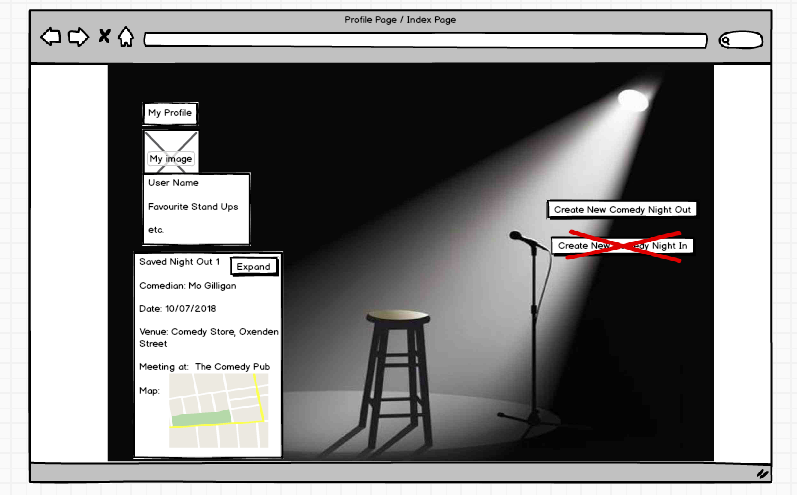 Profile Page / Index Page
My Profile
My image
User Name
Favourite Stand Ups
etc.
Create New Comedy Night Out
Create New Comedy Night In
Saved Night Out 1
Expand
Comedian: Mo Gilligan
Date: 10/07/2018
Venue: Comedy Store, Oxenden
Street
Meeting at: The Comedy Pub
Map: